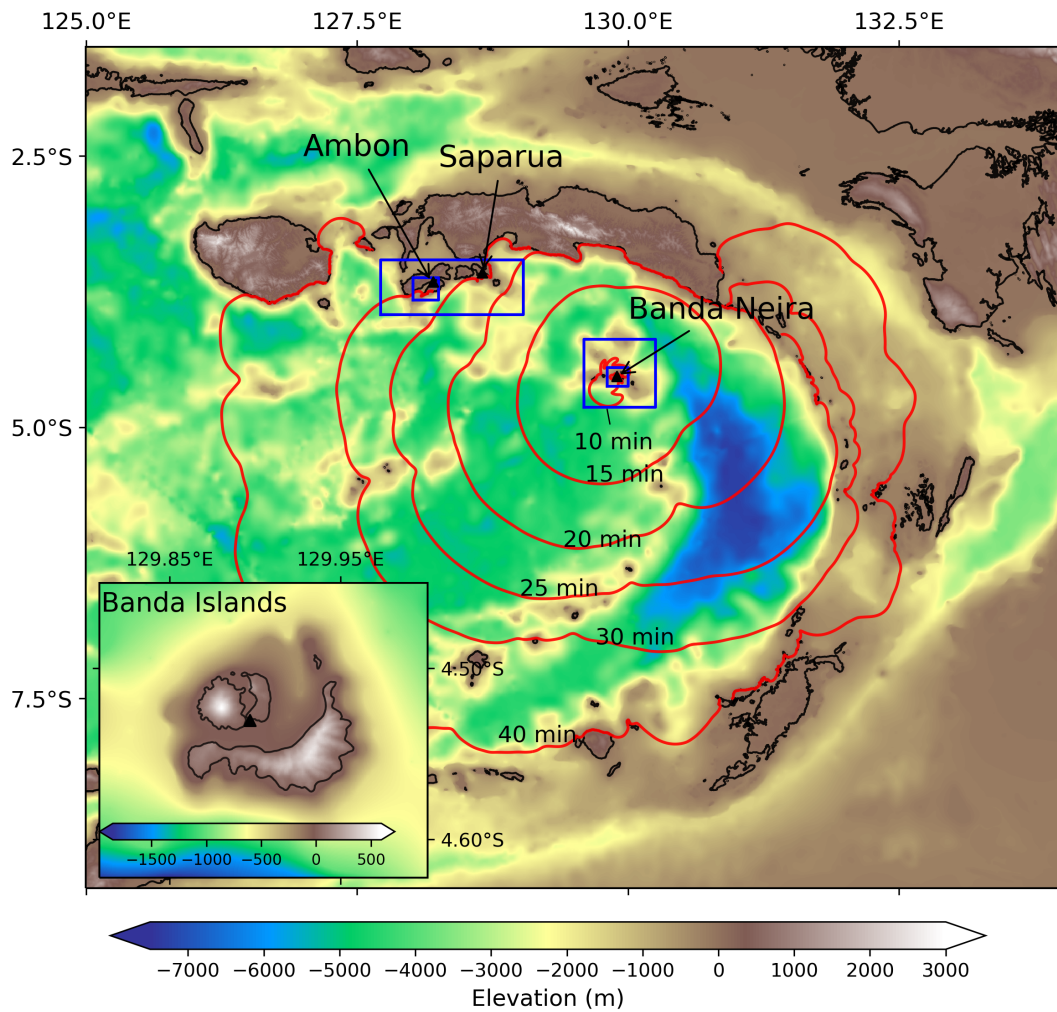 125.0°E 127.5°E 130.0°E 132.5°E
2.5°S
Ambon
Saparua
Banda Neira
5.0°S
10 min
15 min
20 min
129.85°E 129.95°E
25 min
Banda Islands
30 min
4.50°S
7.5°S
40 min
4.60°S
−1500 −1000 −500 0 500
−7000 −6000 −5000 −4000 −3000 −2000 −1000 0 1000 2000 3000
Elevation (m)